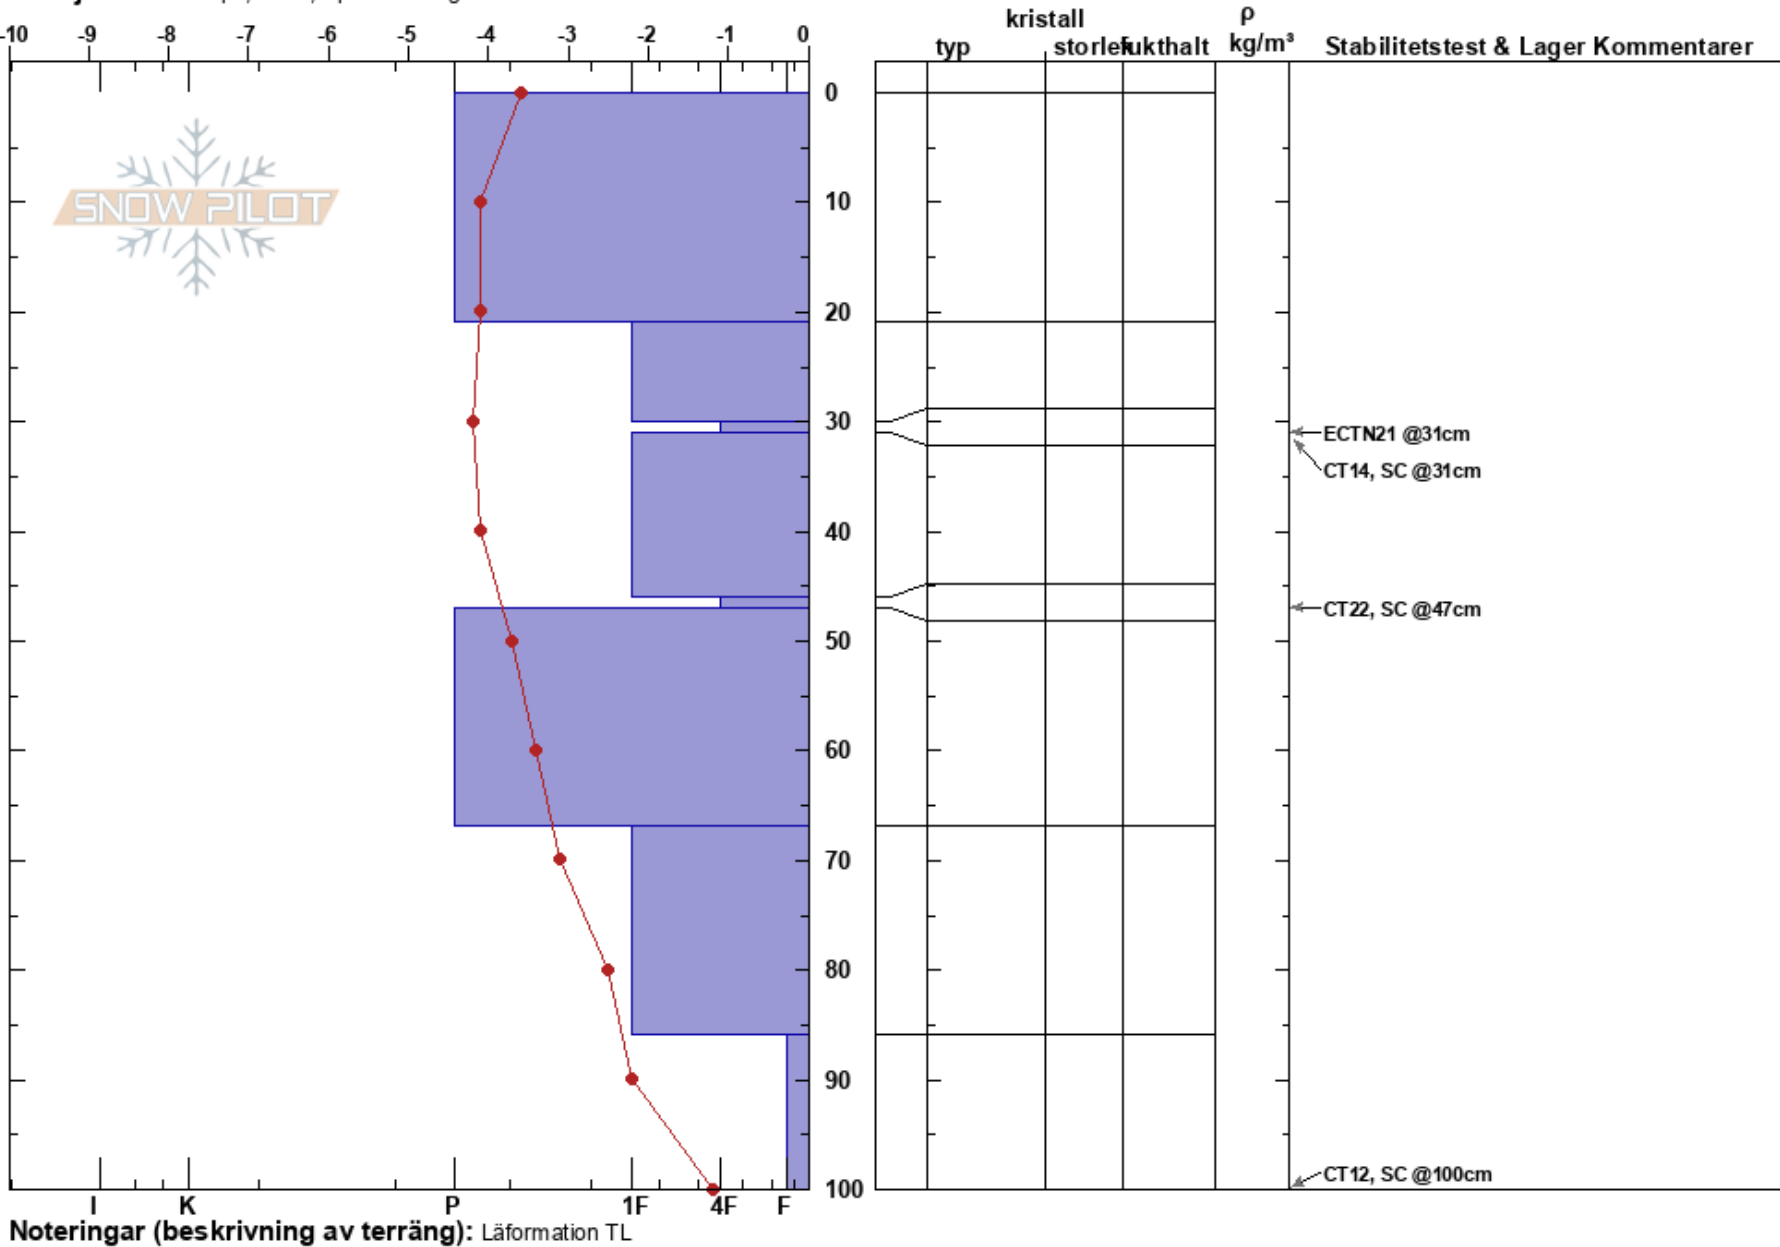 -10 -9 -8 -7 -6 -5 -4 -3 -2 -1 0
kristall
ρ
typ storlek fukthalt kg/m³ Stabilitetstest & Lager Kommentarer
0
SNOW PILOT
10
20
30
ECTN21 @31cm
CT14, SC @31cm
40
50
CT22, SC @47cm
60
70
80
90
CT12, SC @100cm
100
I K P 1F 4F F
Noteringar (beskrivning av terräng): Läformation TL